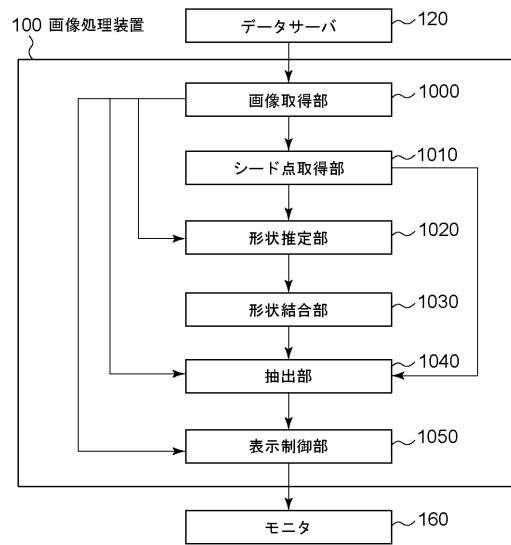 100 画像処理装置
データサーバ 120
画像取得部 1000
シード点取得部 1010
形状推定部 1020
形状結合部 1030
抽出部 1040
表示制御部 1050
モニタ 160